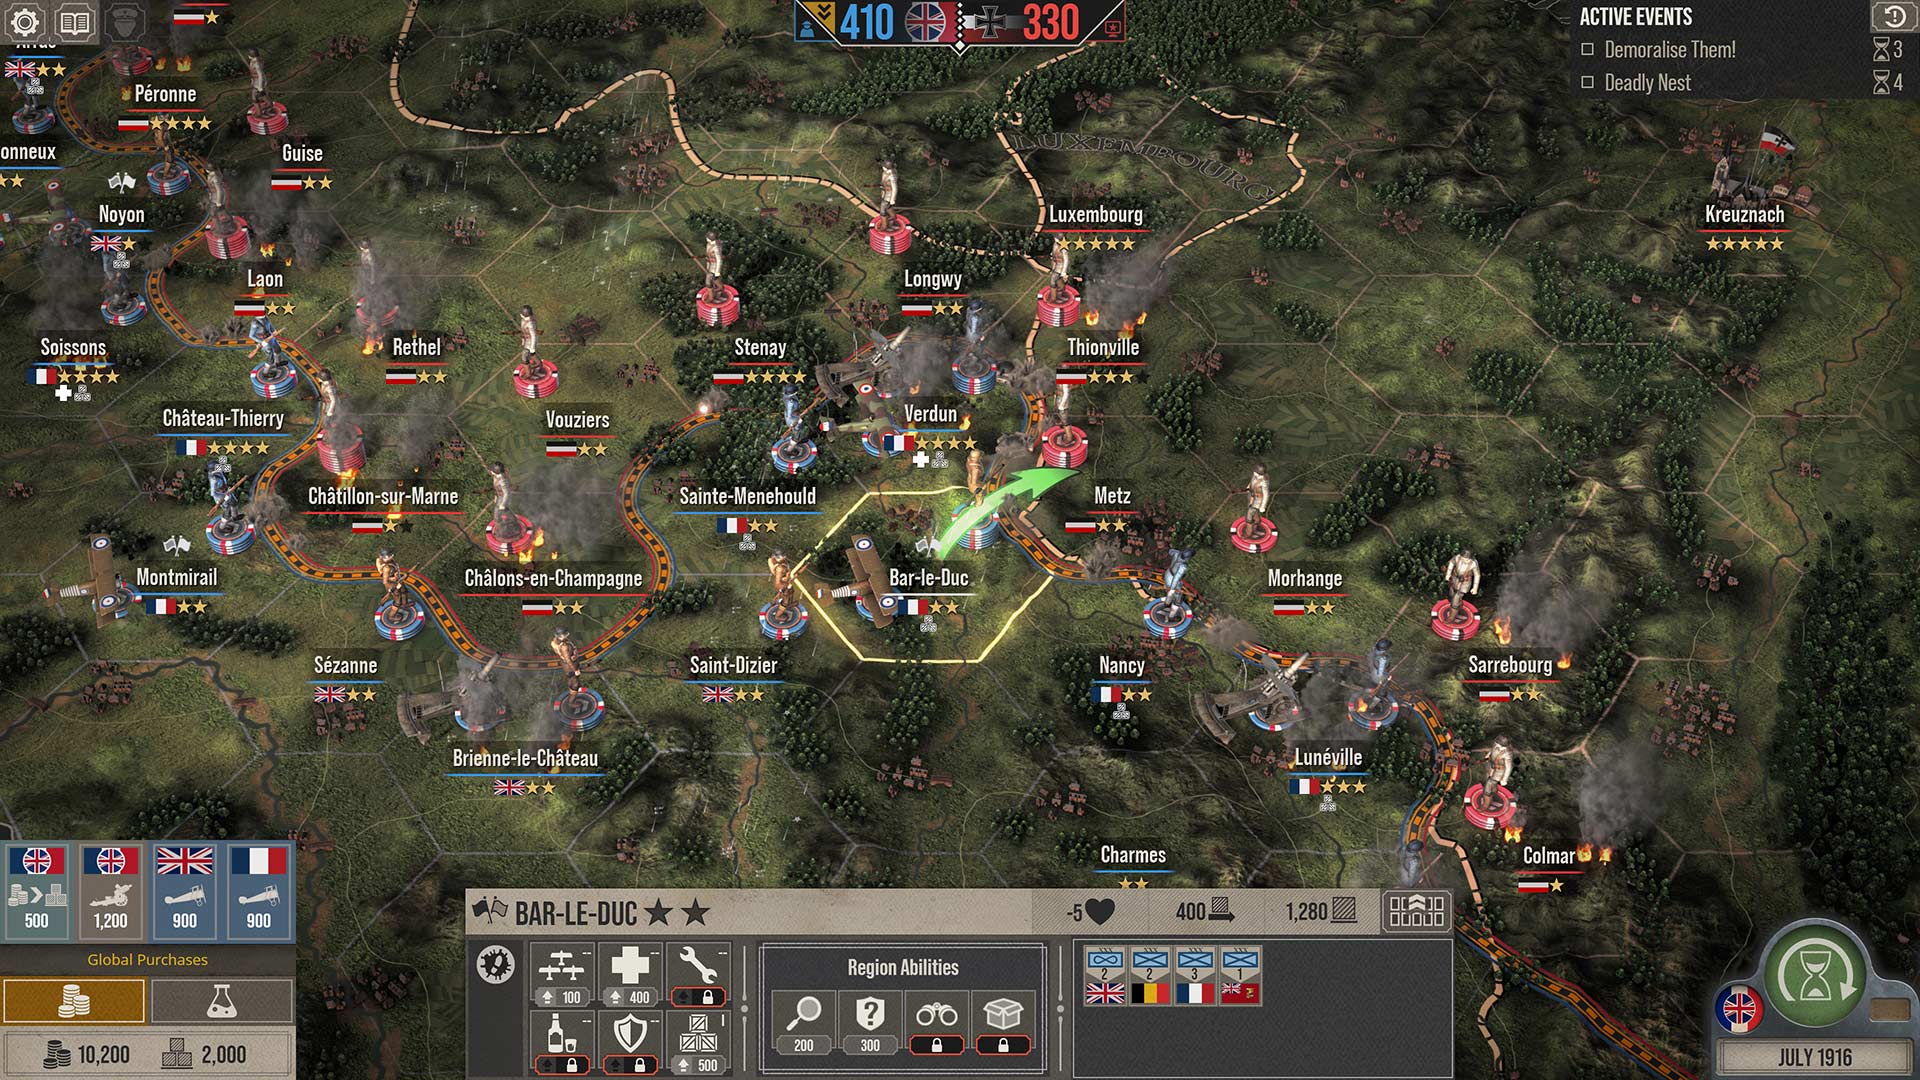 410
330
ACTIVE EVENTS
Demoralise Them!
3
Deadly Nest
4
Péronne
onneux
Guise
LUXEMBOURG
Noyon
Luxembourg
Kreuznach
Laon
Longwy
Soissons
Rethel
Stenay
Thionville
Château-Thierry
Vouziers
Verdun
Châtillon-sur-Marne
Sainte-Menehould
Metz
Montmirail
Châlons-en-Champagne
Bar-le-Duc
Morhange
Sézanne
Saint-Dizier
Nancy
Sarrebourg
Brienne-le-Château
Lunéville
Charmes
Colmar
500
1,200
900
900
Global Purchases
10,200
2,000
BAR-LE-DUC
-5
400
1,280
100
400
500
Region Abilities
200
300
2
2
3
1
JULY 1916